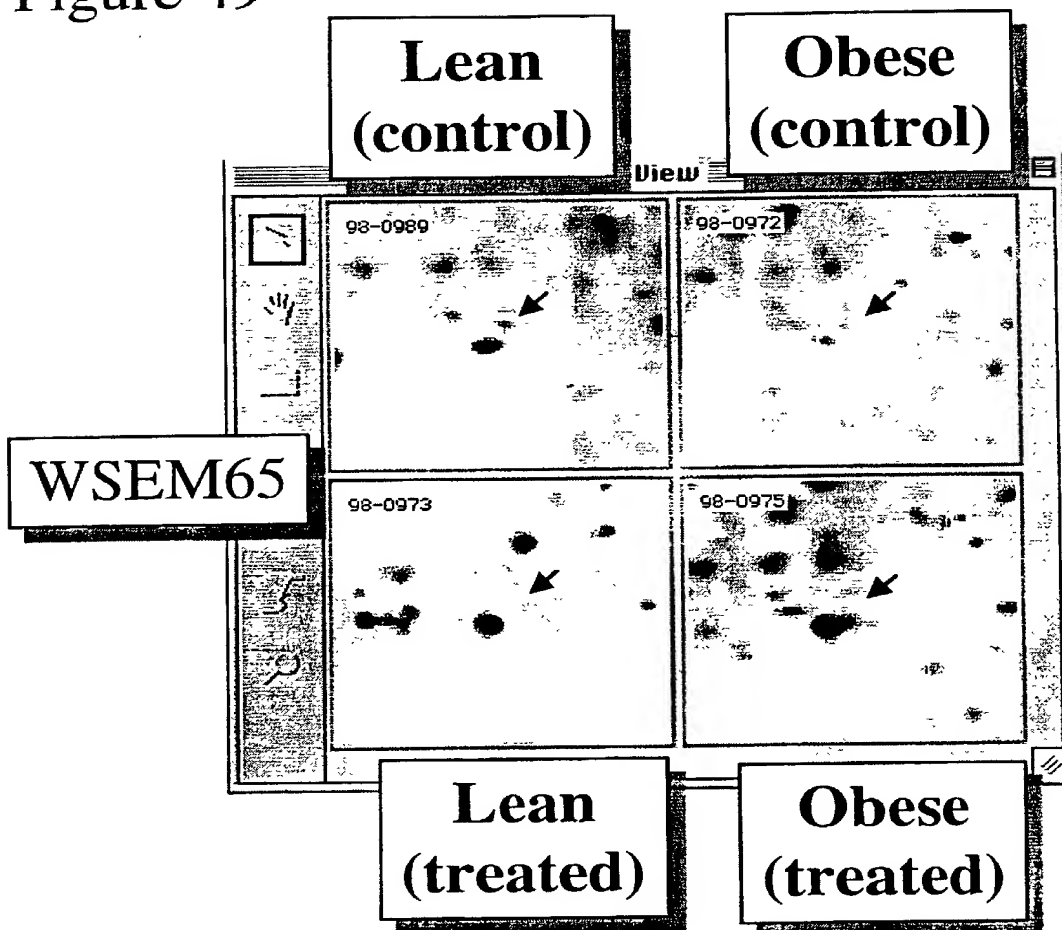 Figure 49
Lean
(control)
Obese
(control)
View
98-0989
98-0972
WSEM65
98-0973
98-0975
Lean
(treated)
Obese
(treated)